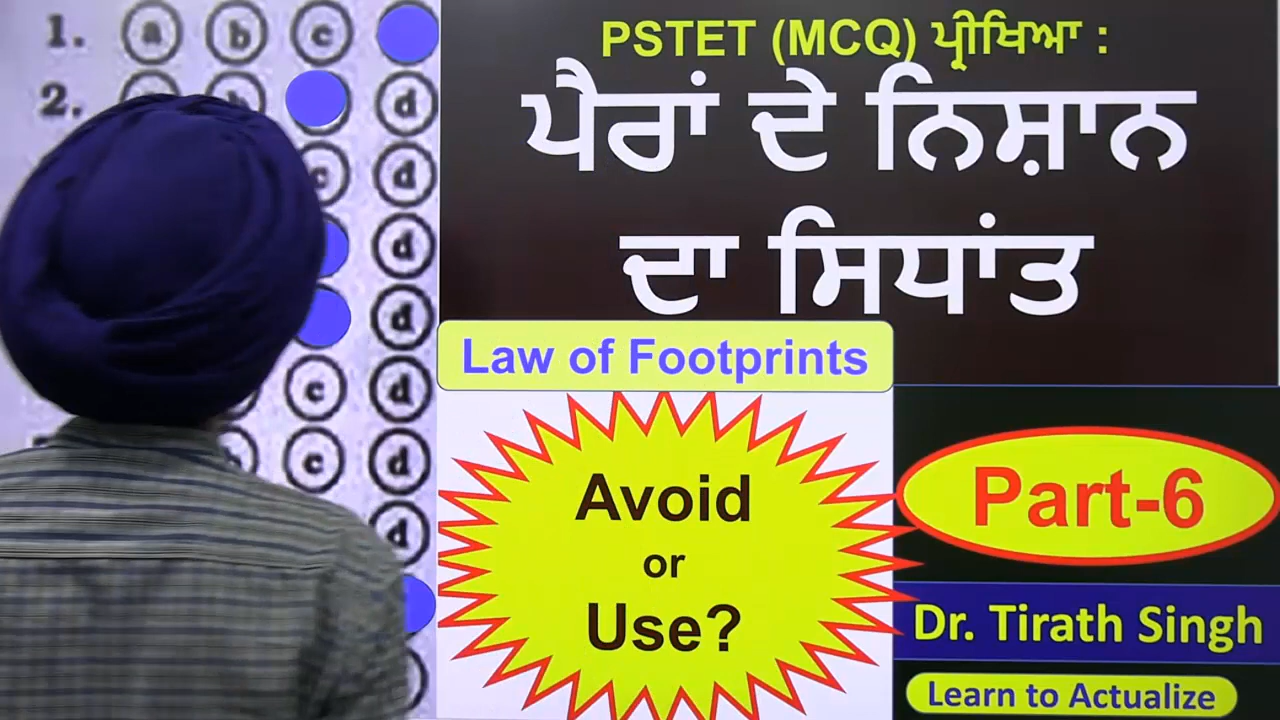 1. a b c
2. d
c d
d
d
c d
c d
d
PSTET (MCQ) ਪ੍ਰੀਖਿਆ :
ਪੈਰਾਂ ਦੇ ਨਿਸ਼ਾਨ
ਦਾ ਸਿਧਾਂਤ
Law of Footprints
Avoid
or
Use?
Part-6
Dr. Tirath Singh
Learn to Actualize